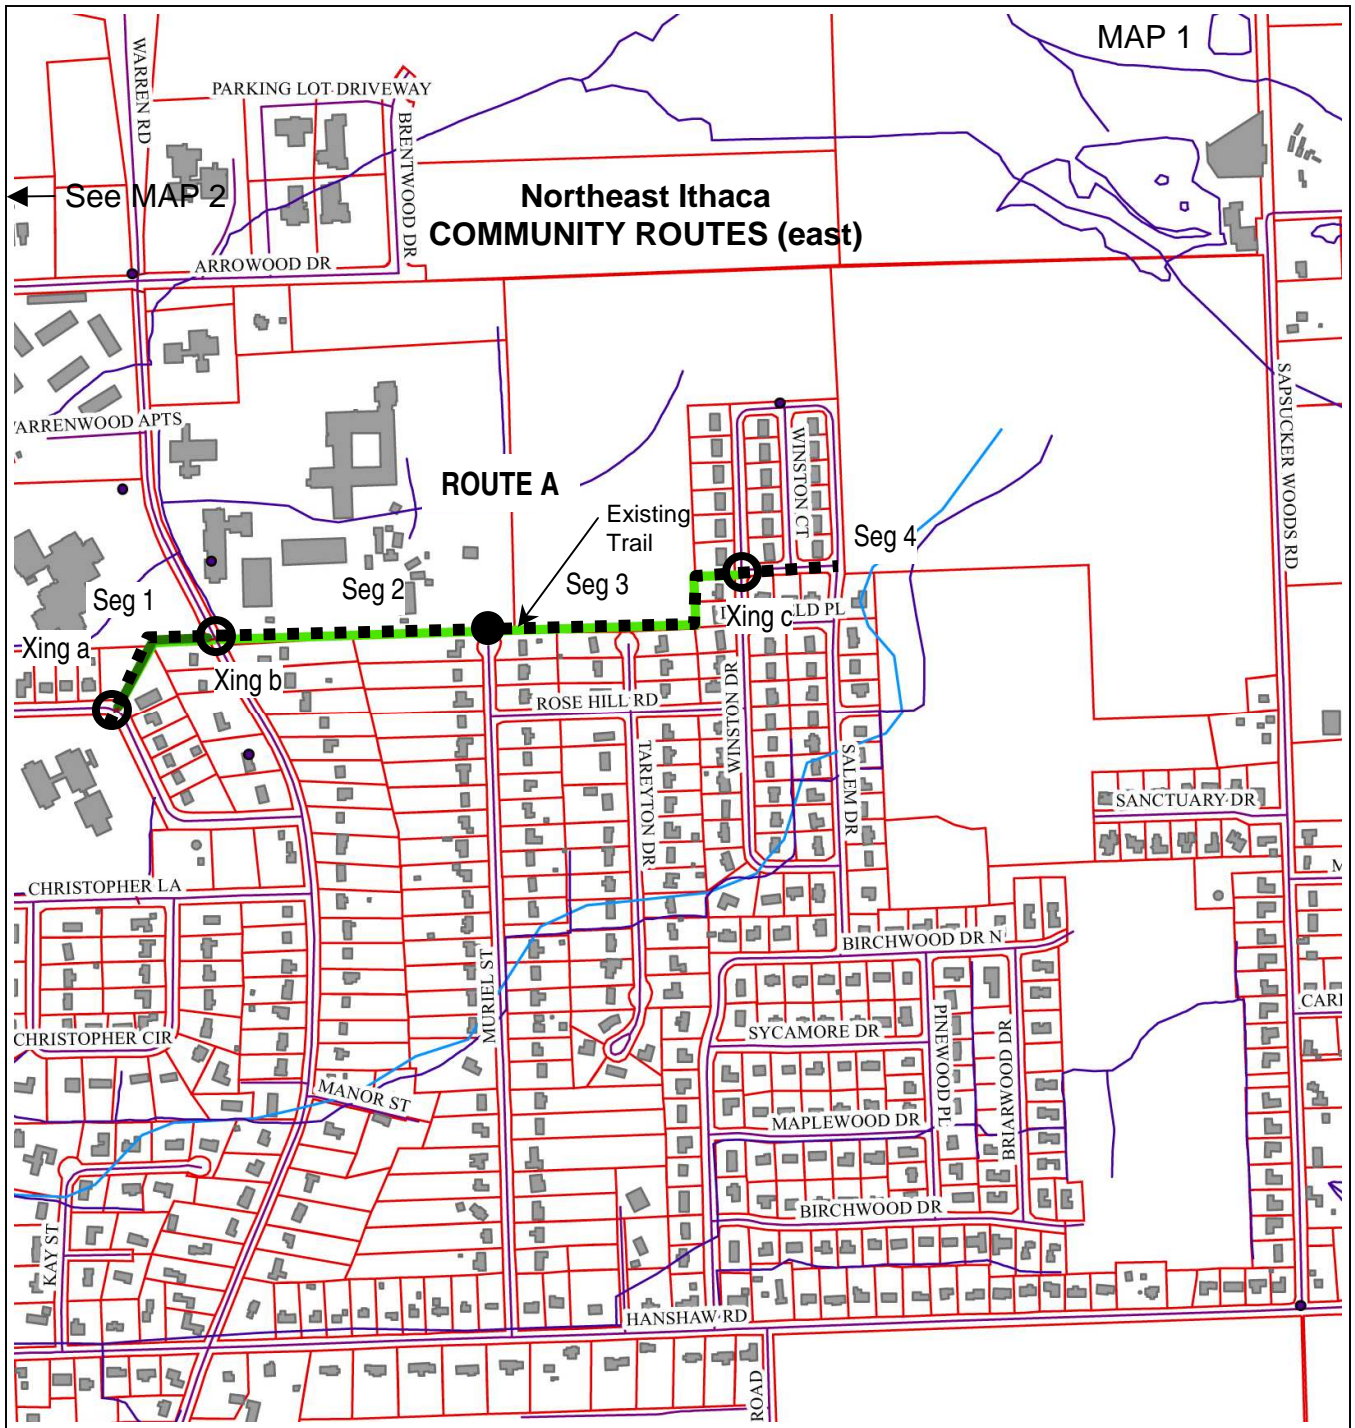 MAP 1
WARREN RD
PARKING LOT DRIVEWAY
BRENTWOOD DR
See MAP 2
Northeast Ithaca
COMMUNITY ROUTES (east)
ARROWOOD DR
SAPSUCKER WOODS RD
ARRENWOOD APTS
WINSTON CT
ROUTE A
Existing
Trail
Seg 4
Seg 1
Seg 2
Seg 3
LD PL
Xing c
Xing a
Xing b
WINSTON DR
ROSE HILL RD
TAREYTON DR
SALEM DR
SANCTUARY DR
CHRISTOPHER LA
M
BIRCHWOOD DR N
MURIEL ST
CARI
CHRISTOPHER CIR
SYCAMORE DR
PINEWOOD PL
BRIARWOOD DR
MANOR ST
MAPLEWOOD DR
BIRCHWOOD DR
KAY ST
HANSHAW RD
ROAD